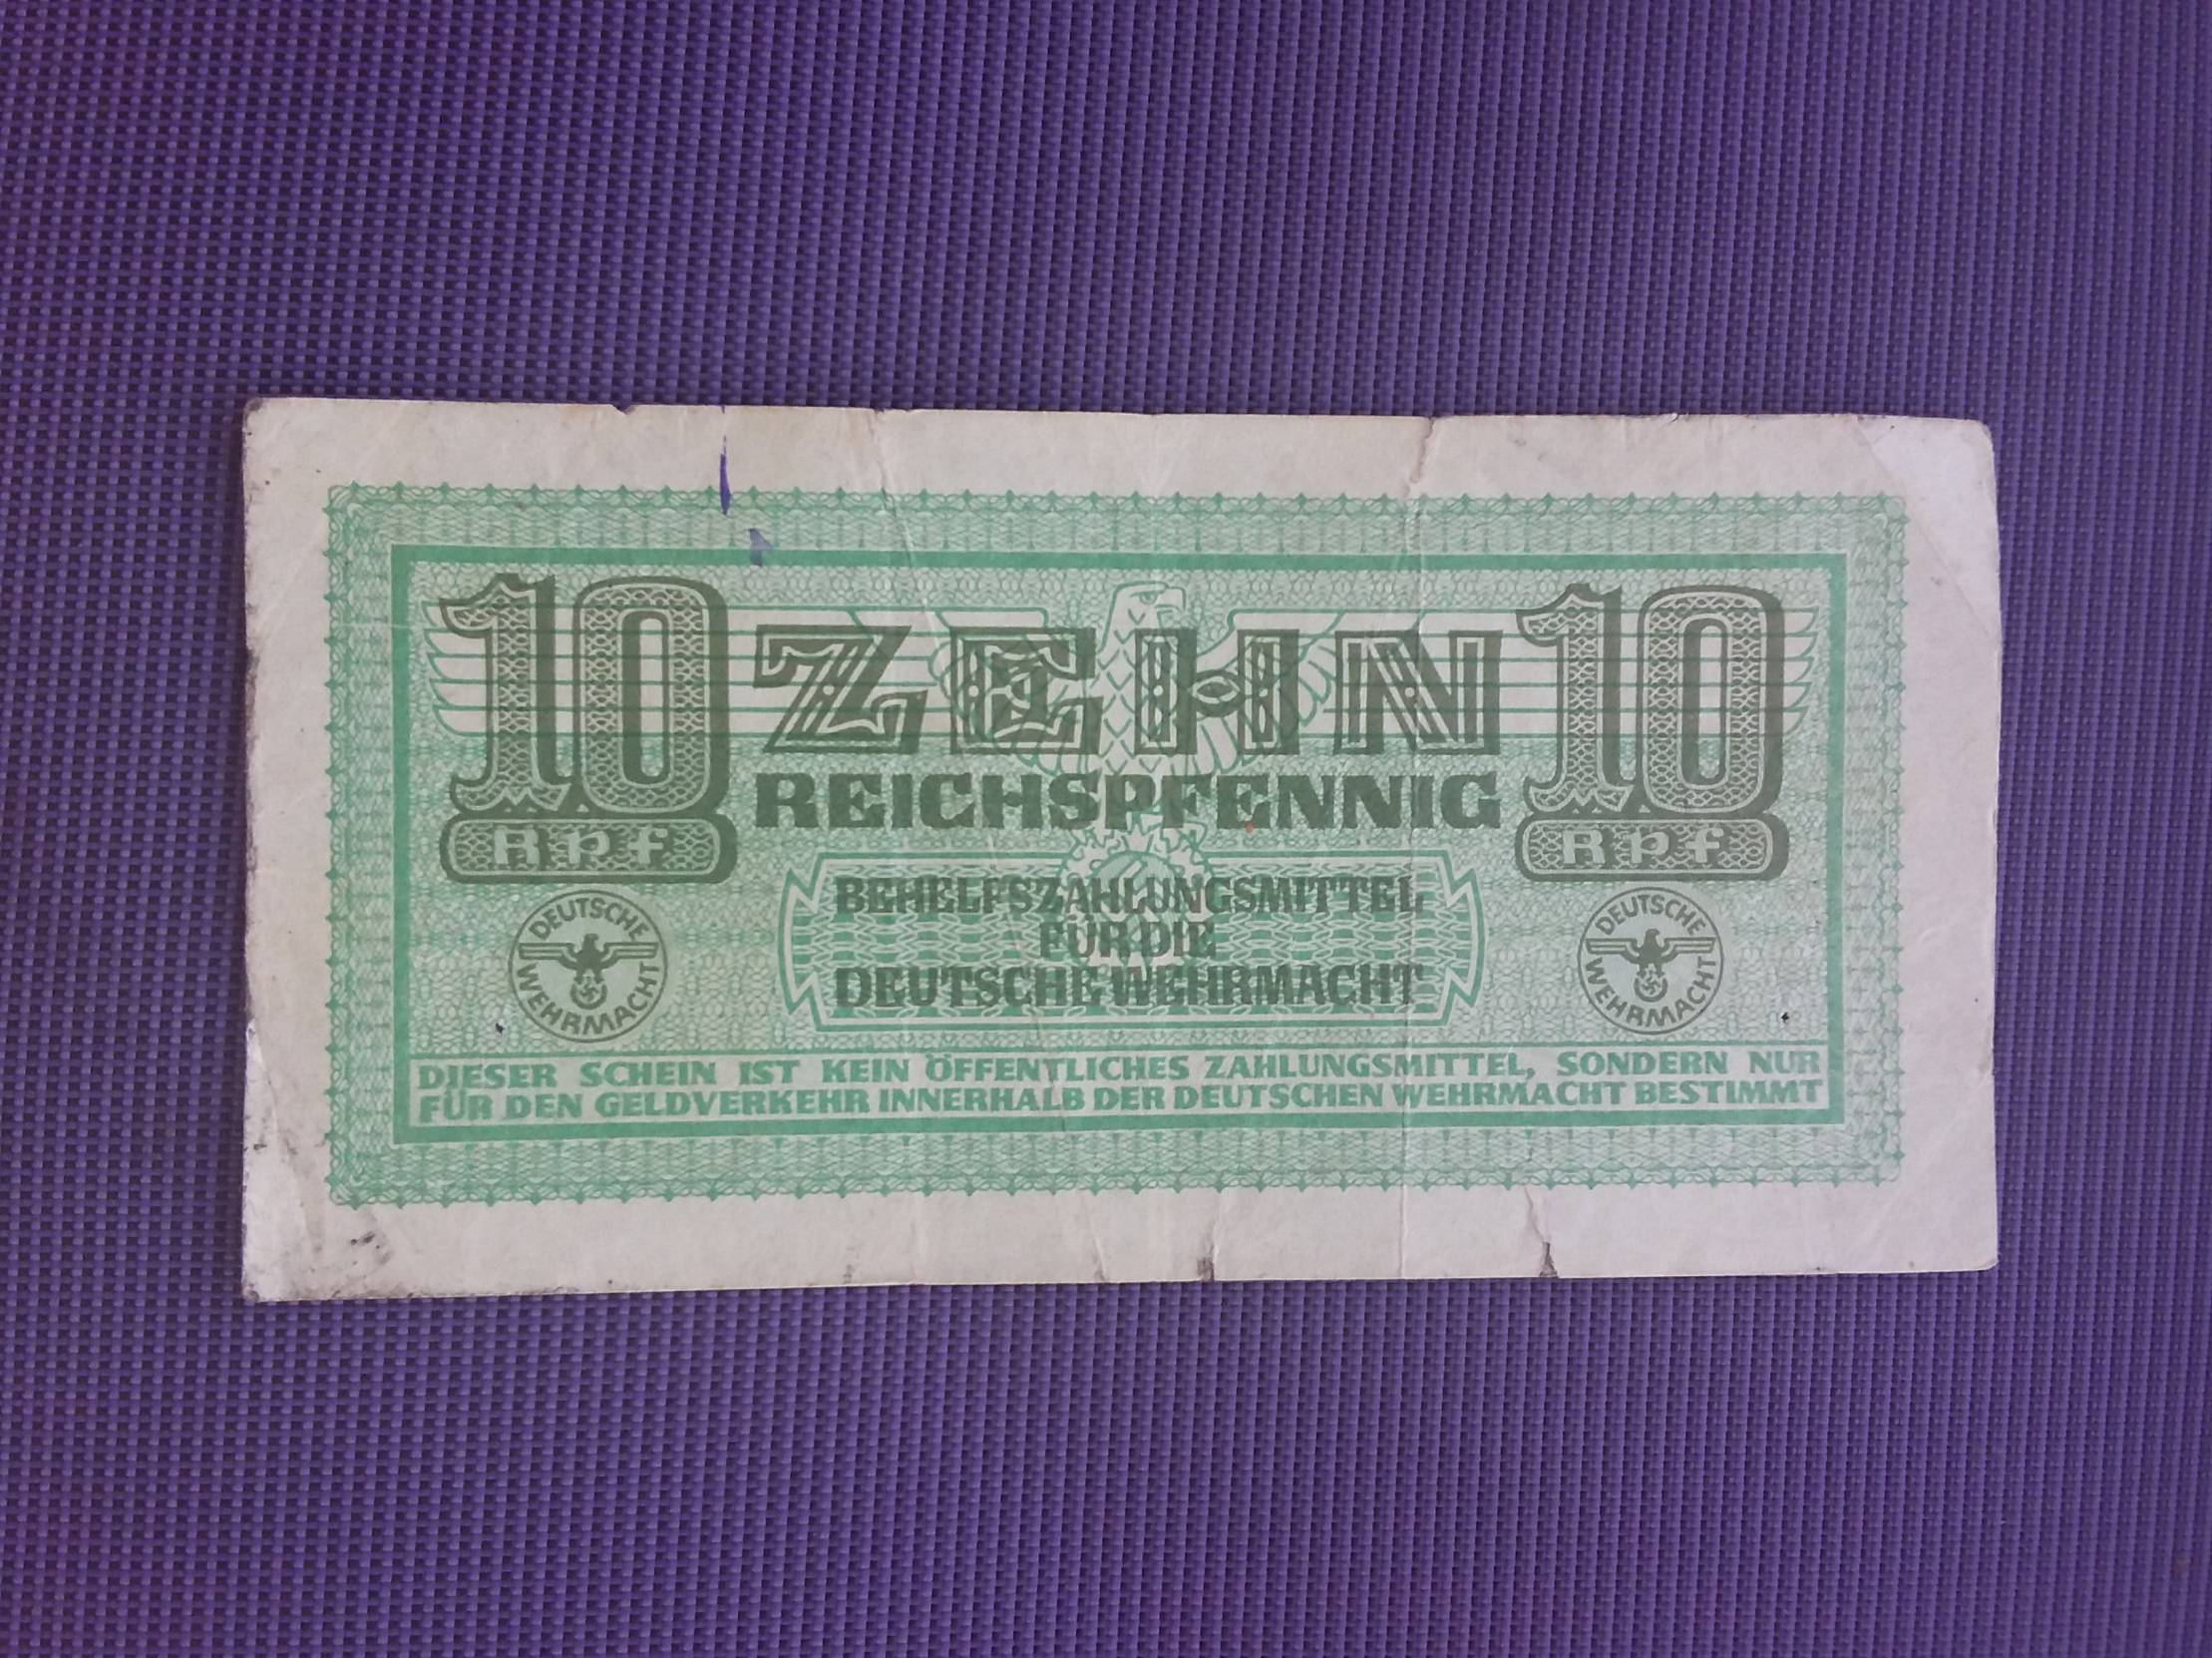 10 ZEHN 10
REICHSPFENNIG
Rpf Rpf
BEHELFSZAHLUNGSMITTEL
FÜR DIE
DEUTSCHE WEHRMACHT
DEUTSCHE WEHRMACHT
DEUTSCHE WEHRMACHT
DIESER SCHEIN IST KEIN ÖFFENTLICHES ZAHLUNGSMITTEL, SONDERN NUR
FÜR DEN GELDVERKEHR INNERHALB DER DEUTSCHEN WEHRMACHT BESTIMMT